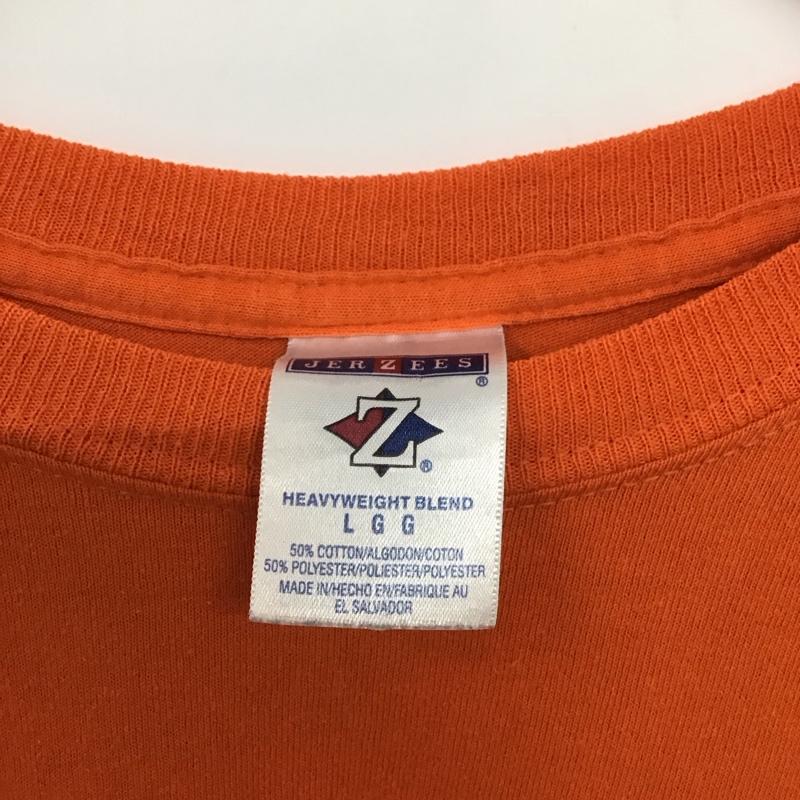 JERZEES
®
Z
®
HEAVYWEIGHT BLEND
L G G
50% COTTON/ALGODON/COTON
50% POLYESTER/POLIESTER/POLYESTER
MADE IN/HECHO EN/FABRIQUE AU
EL SALVADOR